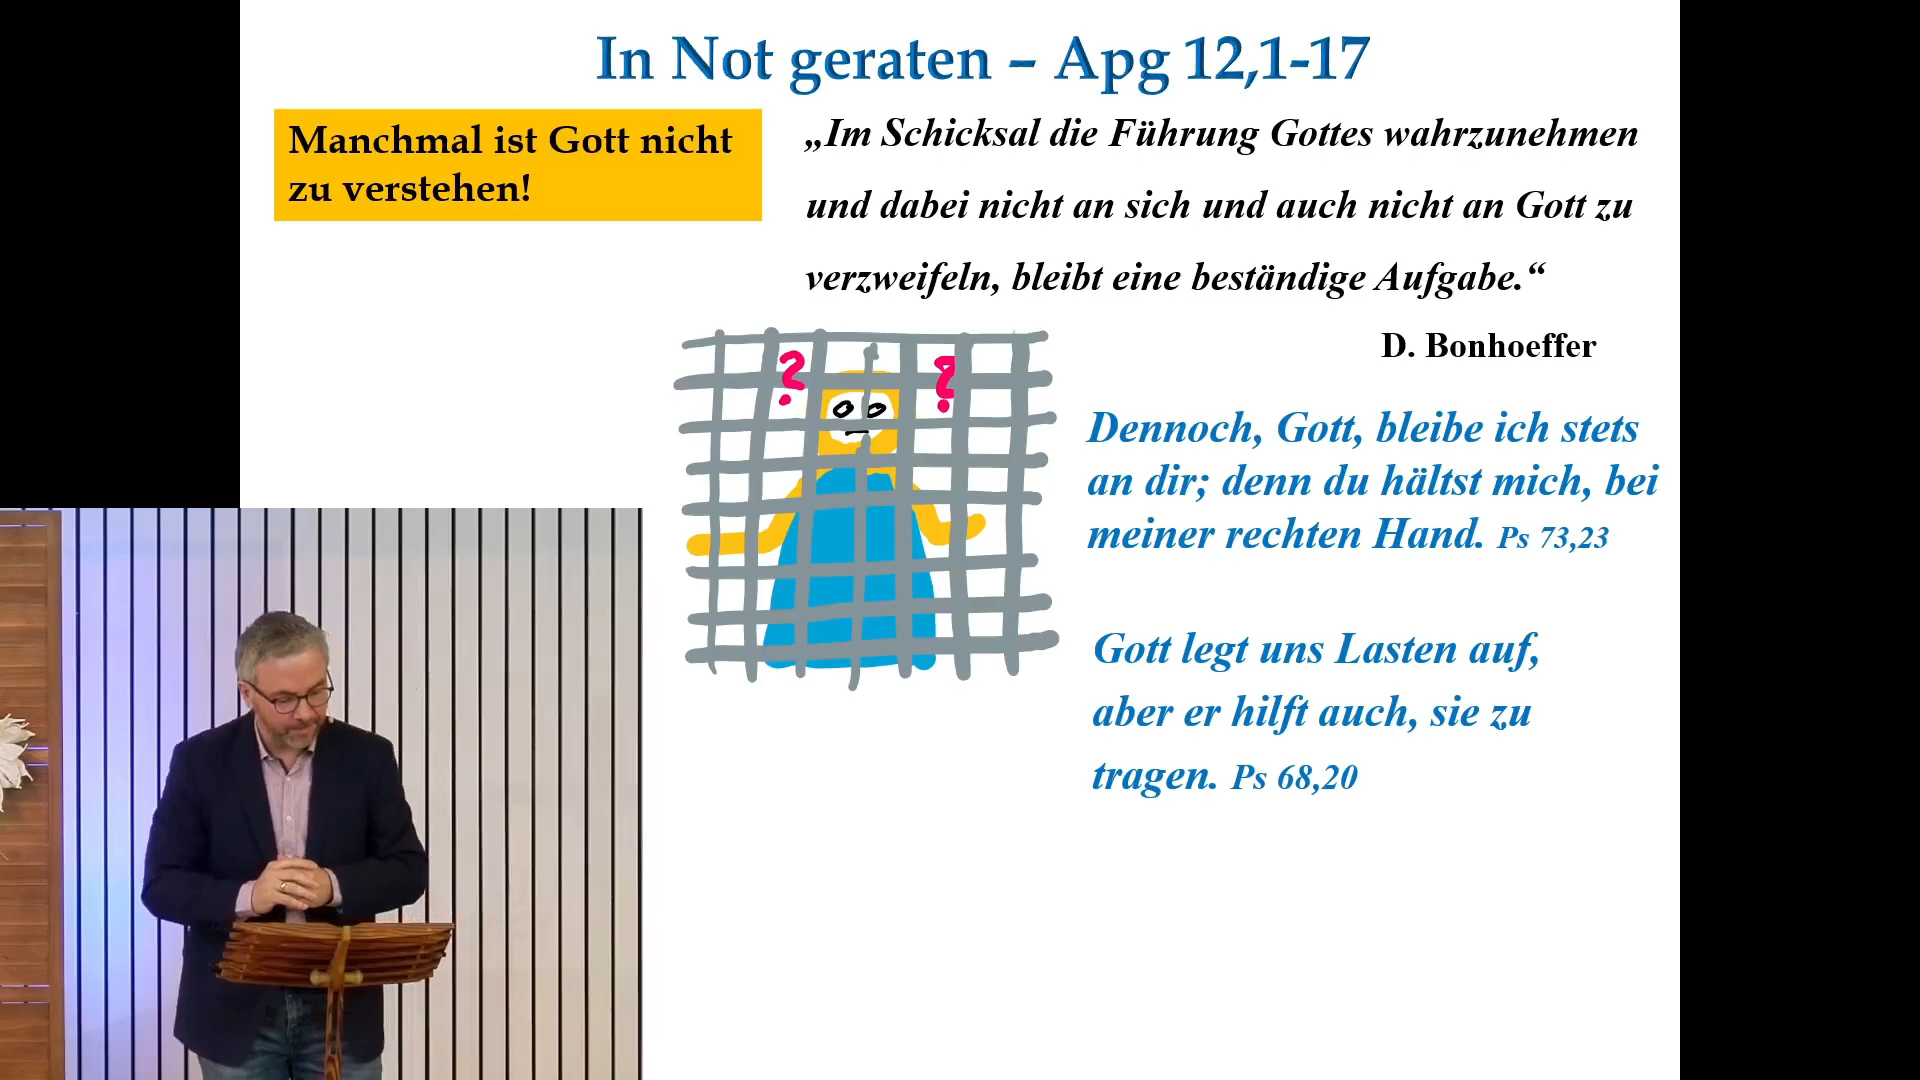 In Not geraten – Apg 12,1-17
Manchmal ist Gott nicht
zu verstehen!
„Im Schicksal die Führung Gottes wahrzunehmen
und dabei nicht an sich und auch nicht an Gott zu
verzweifeln, bleibt eine beständige Aufgabe.“
D. Bonhoeffer
? ?
Dennoch, Gott, bleibe ich stets
an dir; denn du hältst mich, bei
meiner rechten Hand. Ps 73,23
Gott legt uns Lasten auf,
aber er hilft auch, sie zu
tragen. Ps 68,20